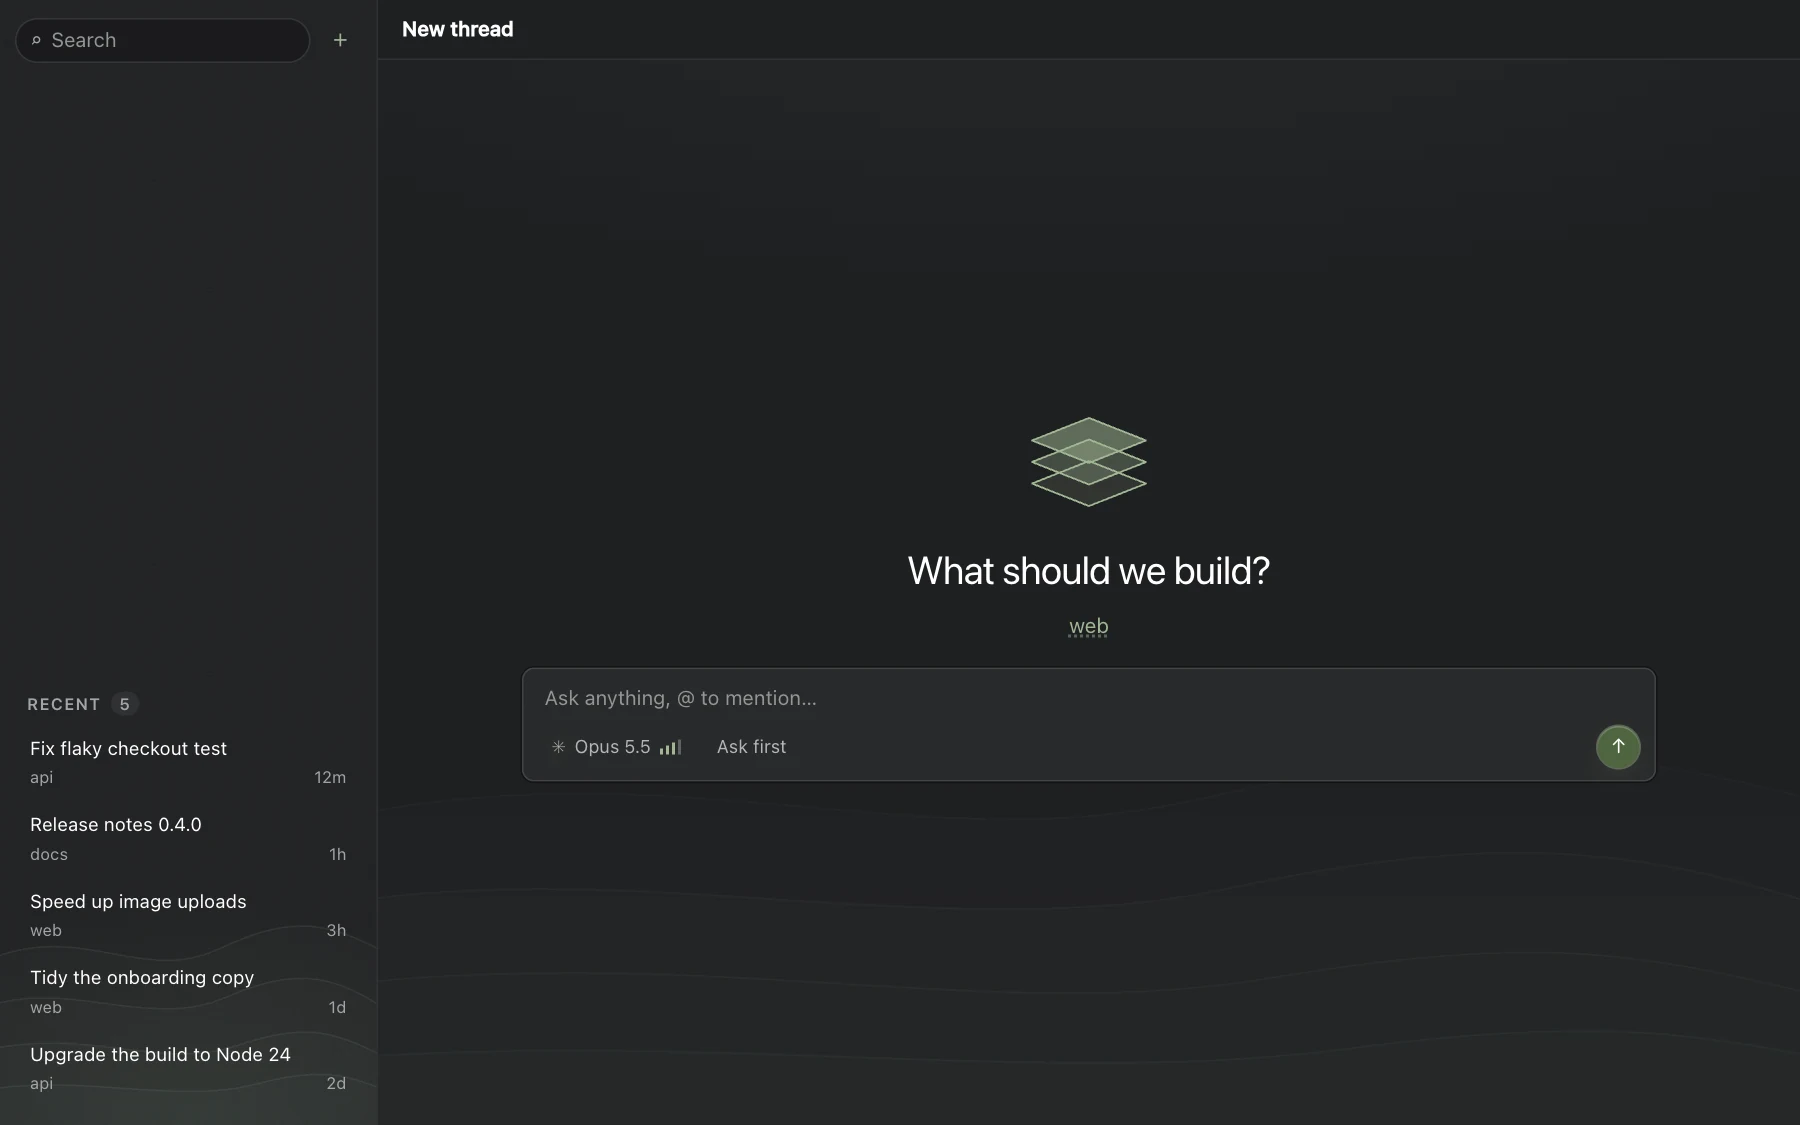 Search
+
New thread
What should we build?
web
Ask anything, @ to mention...
Opus 5.5
Ask first
RECENT 5
Fix flaky checkout test
api 12m
Release notes 0.4.0
docs 1h
Speed up image uploads
web 3h
Tidy the onboarding copy
web 1d
Upgrade the build to Node 24
api 2d